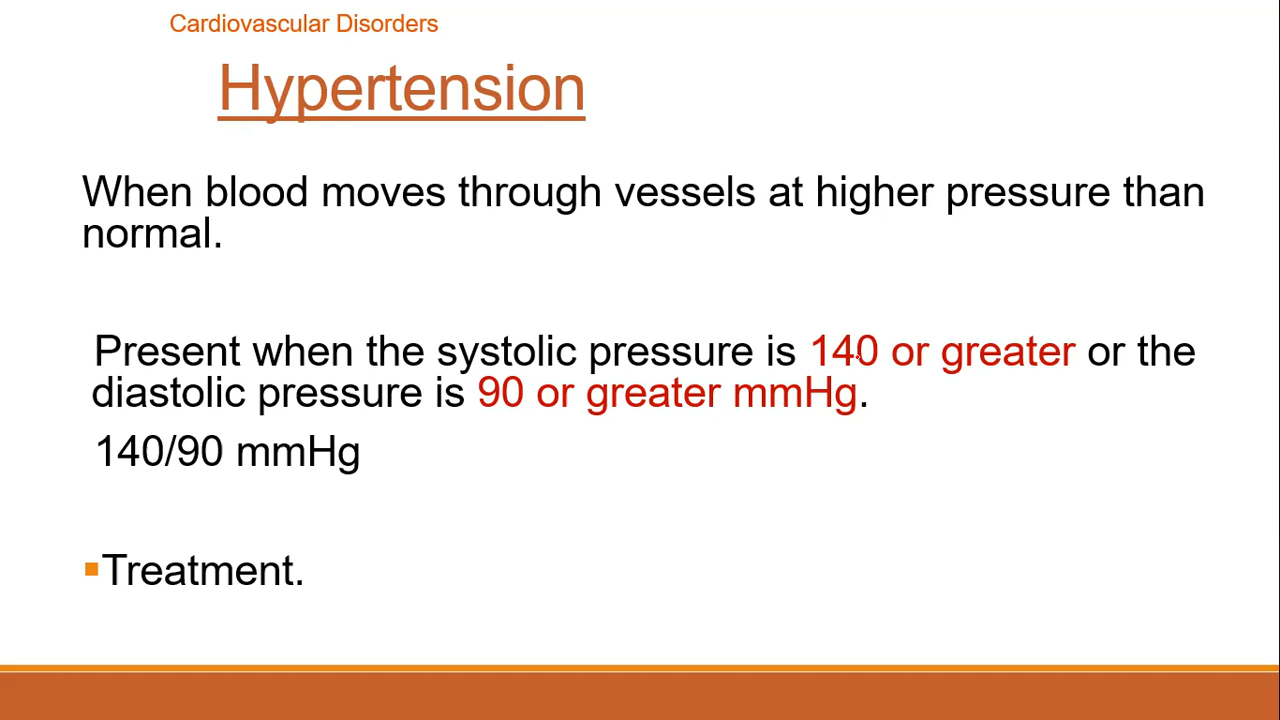 Cardiovascular Disorders
Hypertension
When blood moves through vessels at higher pressure than
normal.
Present when the systolic pressure is 140 or greater or the
diastolic pressure is 90 or greater mmHg.
140/90 mmHg
▪Treatment.